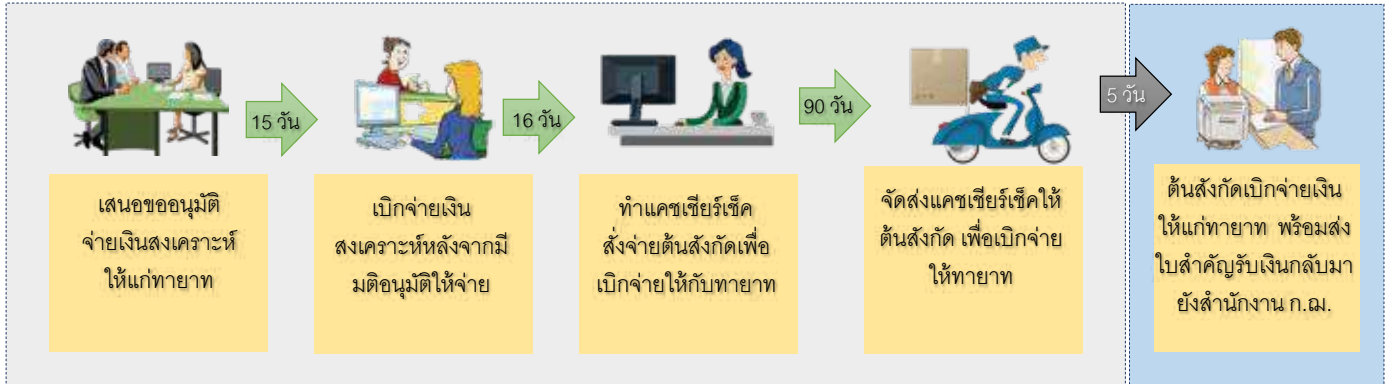 15 วัน
16 วัน
90 วัน
5 วัน
เสนอขออนุมัติ
จ่ายเงินสงเคราะห์
ให้แก่ทายาท
เบิกจ่ายเงิน
สงเคราะห์หลังจากมี
มติอนุมัติให้จ่าย
ทำแคชเชียร์เช็ค
สั่งจ่ายต้นสังกัดเพื่อ
เบิกจ่ายให้กับทายาท
จัดส่งแคชเชียร์เช็คให้
ต้นสังกัด เพื่อเบิกจ่าย
ให้ทายาท
ต้นสังกัดเบิกจ่ายเงิน
ให้แก่ทายาท พร้อมส่ง
ใบสำคัญรับเงินกลับมา
ยังสำนักงาน ก.ฌ.